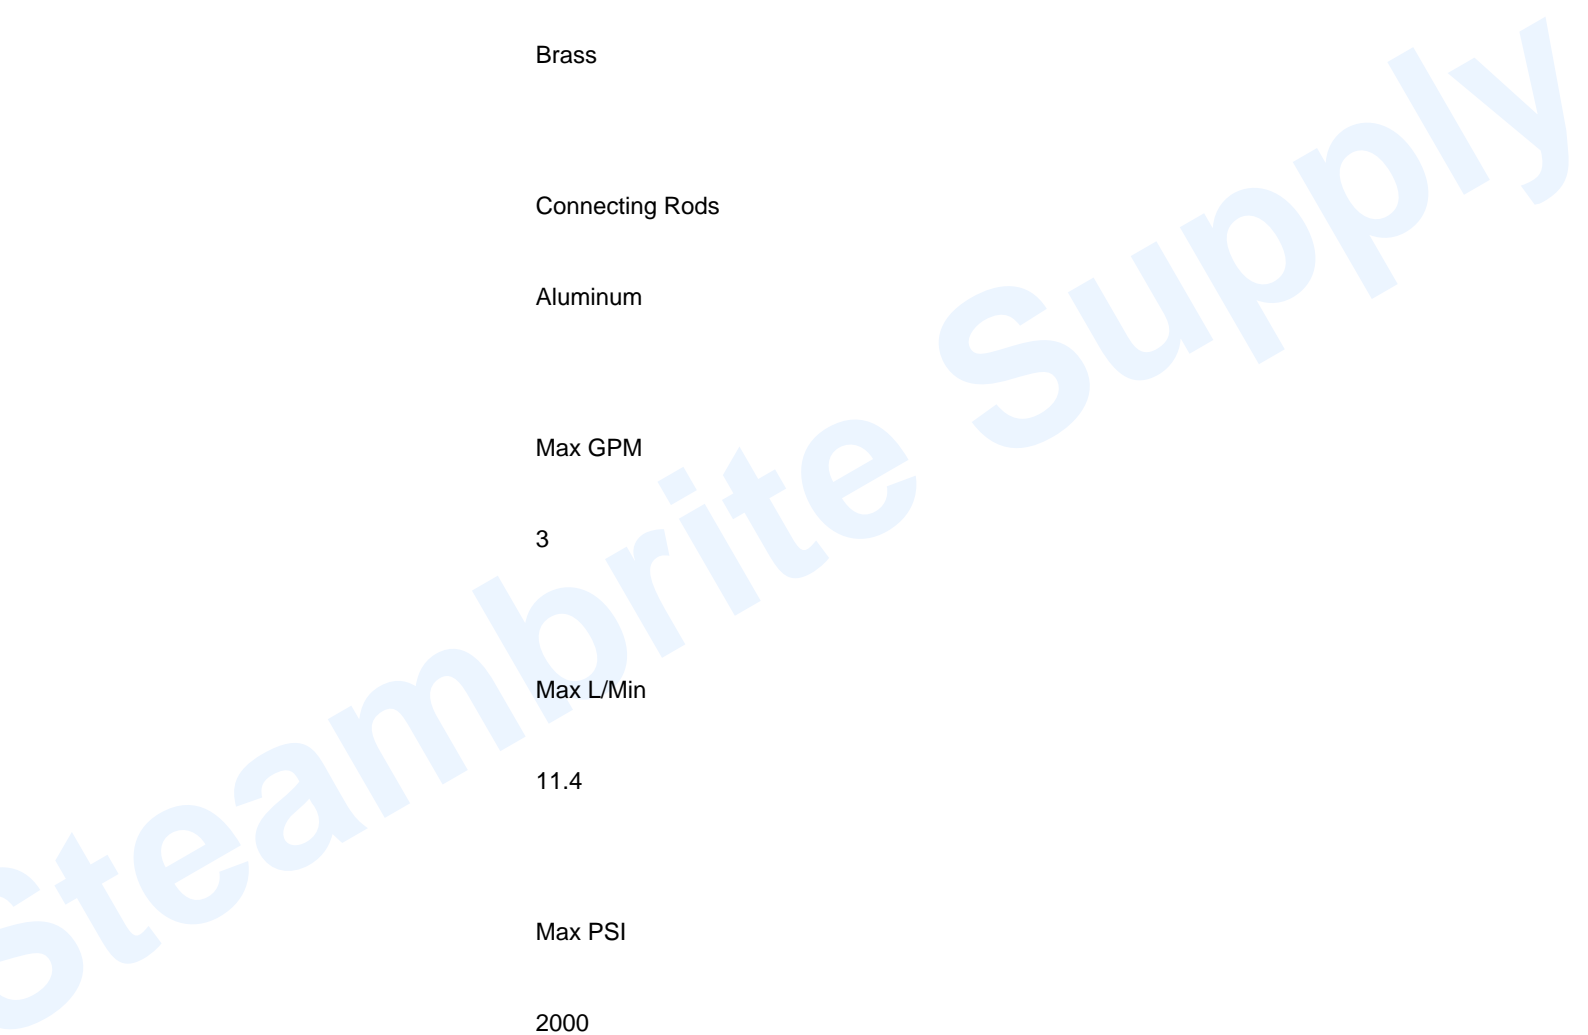 Brass
Connecting Rods
Aluminum
Max GPM
3
Max L/Min
11.4
Max PSI
2000
Steambrite Supply